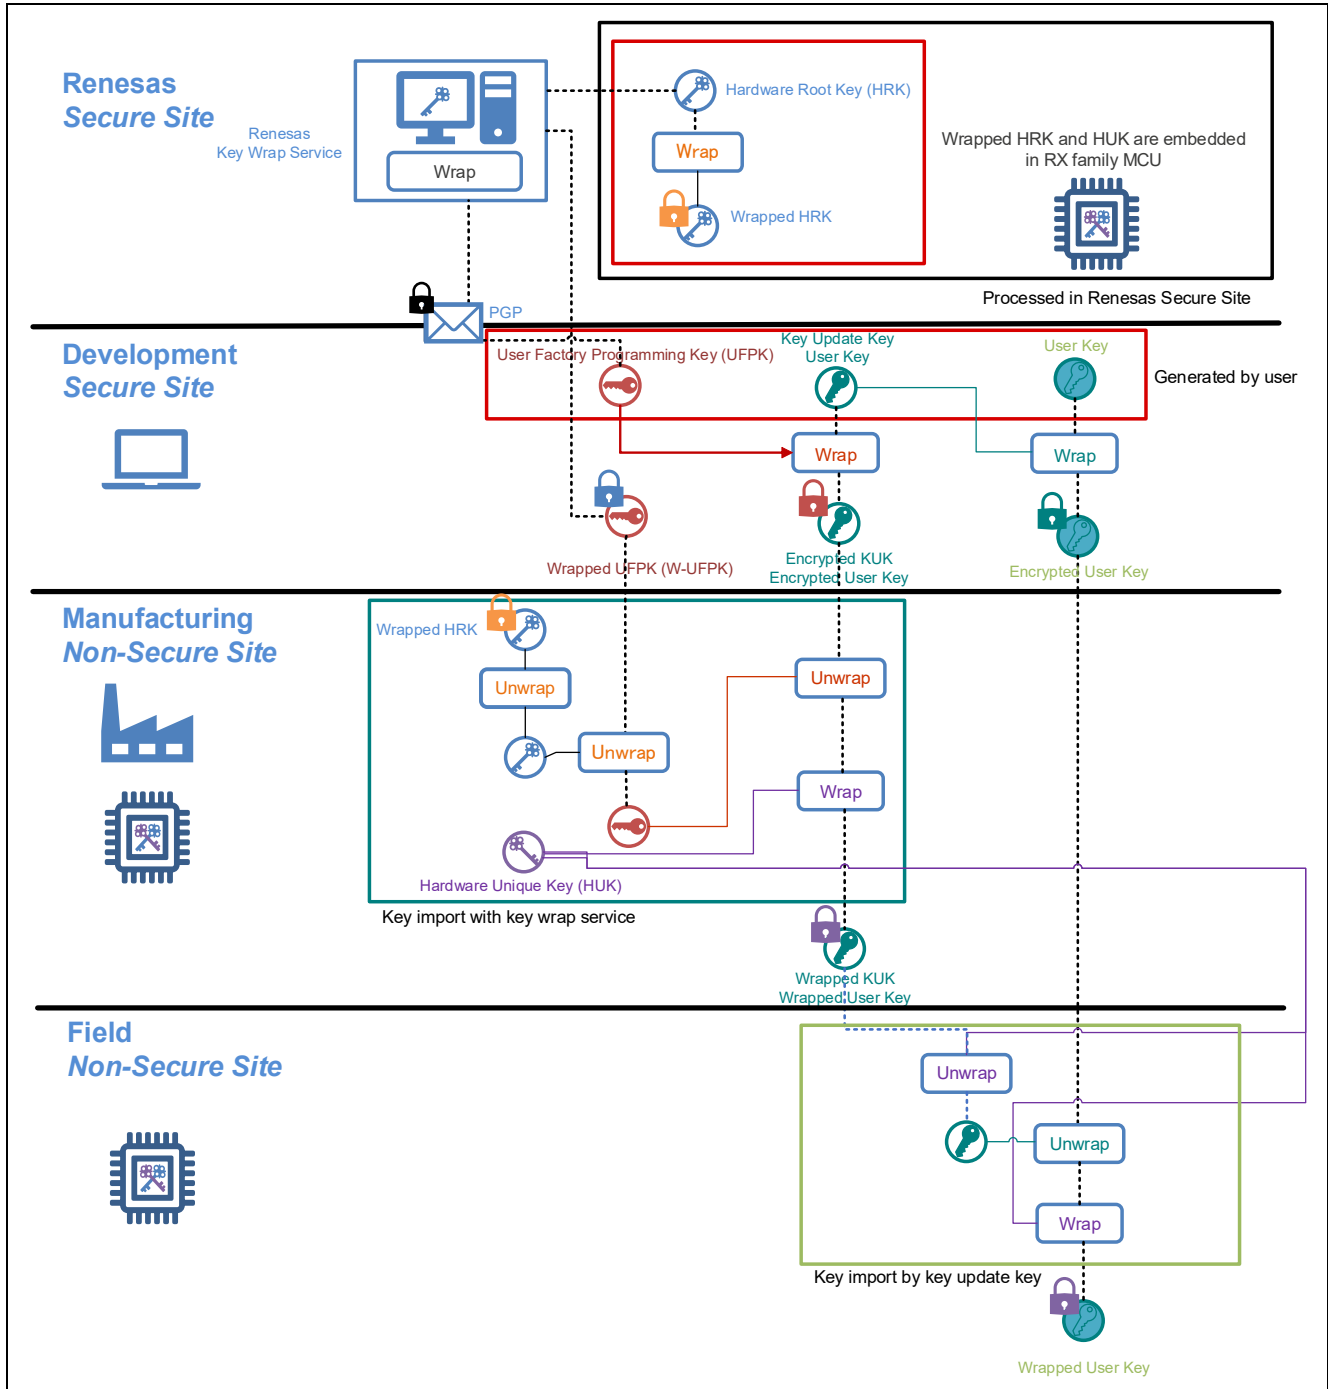 Renesas
Secure Site
Renesas
Key Wrap Service
Wrap
Hardware Root Key (HRK)
Wrap
Wrapped HRK
Wrapped HRK and HUK are embedded
in RX family MCU
Processed in Renesas Secure Site
PGP
Development
Secure Site
User Factory Programming Key (UFPK)
Key Update Key
User Key
User Key
Generated by user
Wrap
Wrap
Wrapped UFPK (W-UFPK)
Encrypted KUK
Encrypted User Key
Encrypted User Key
Manufacturing
Non-Secure Site
Wrapped HRK
Unwrap
Unwrap
Unwrap
Wrap
Hardware Unique Key (HUK)
Key import with key wrap service
Wrapped KUK
Wrapped User Key
Field
Non-Secure Site
Unwrap
Unwrap
Wrap
Key import by key update key
Wrapped User Key